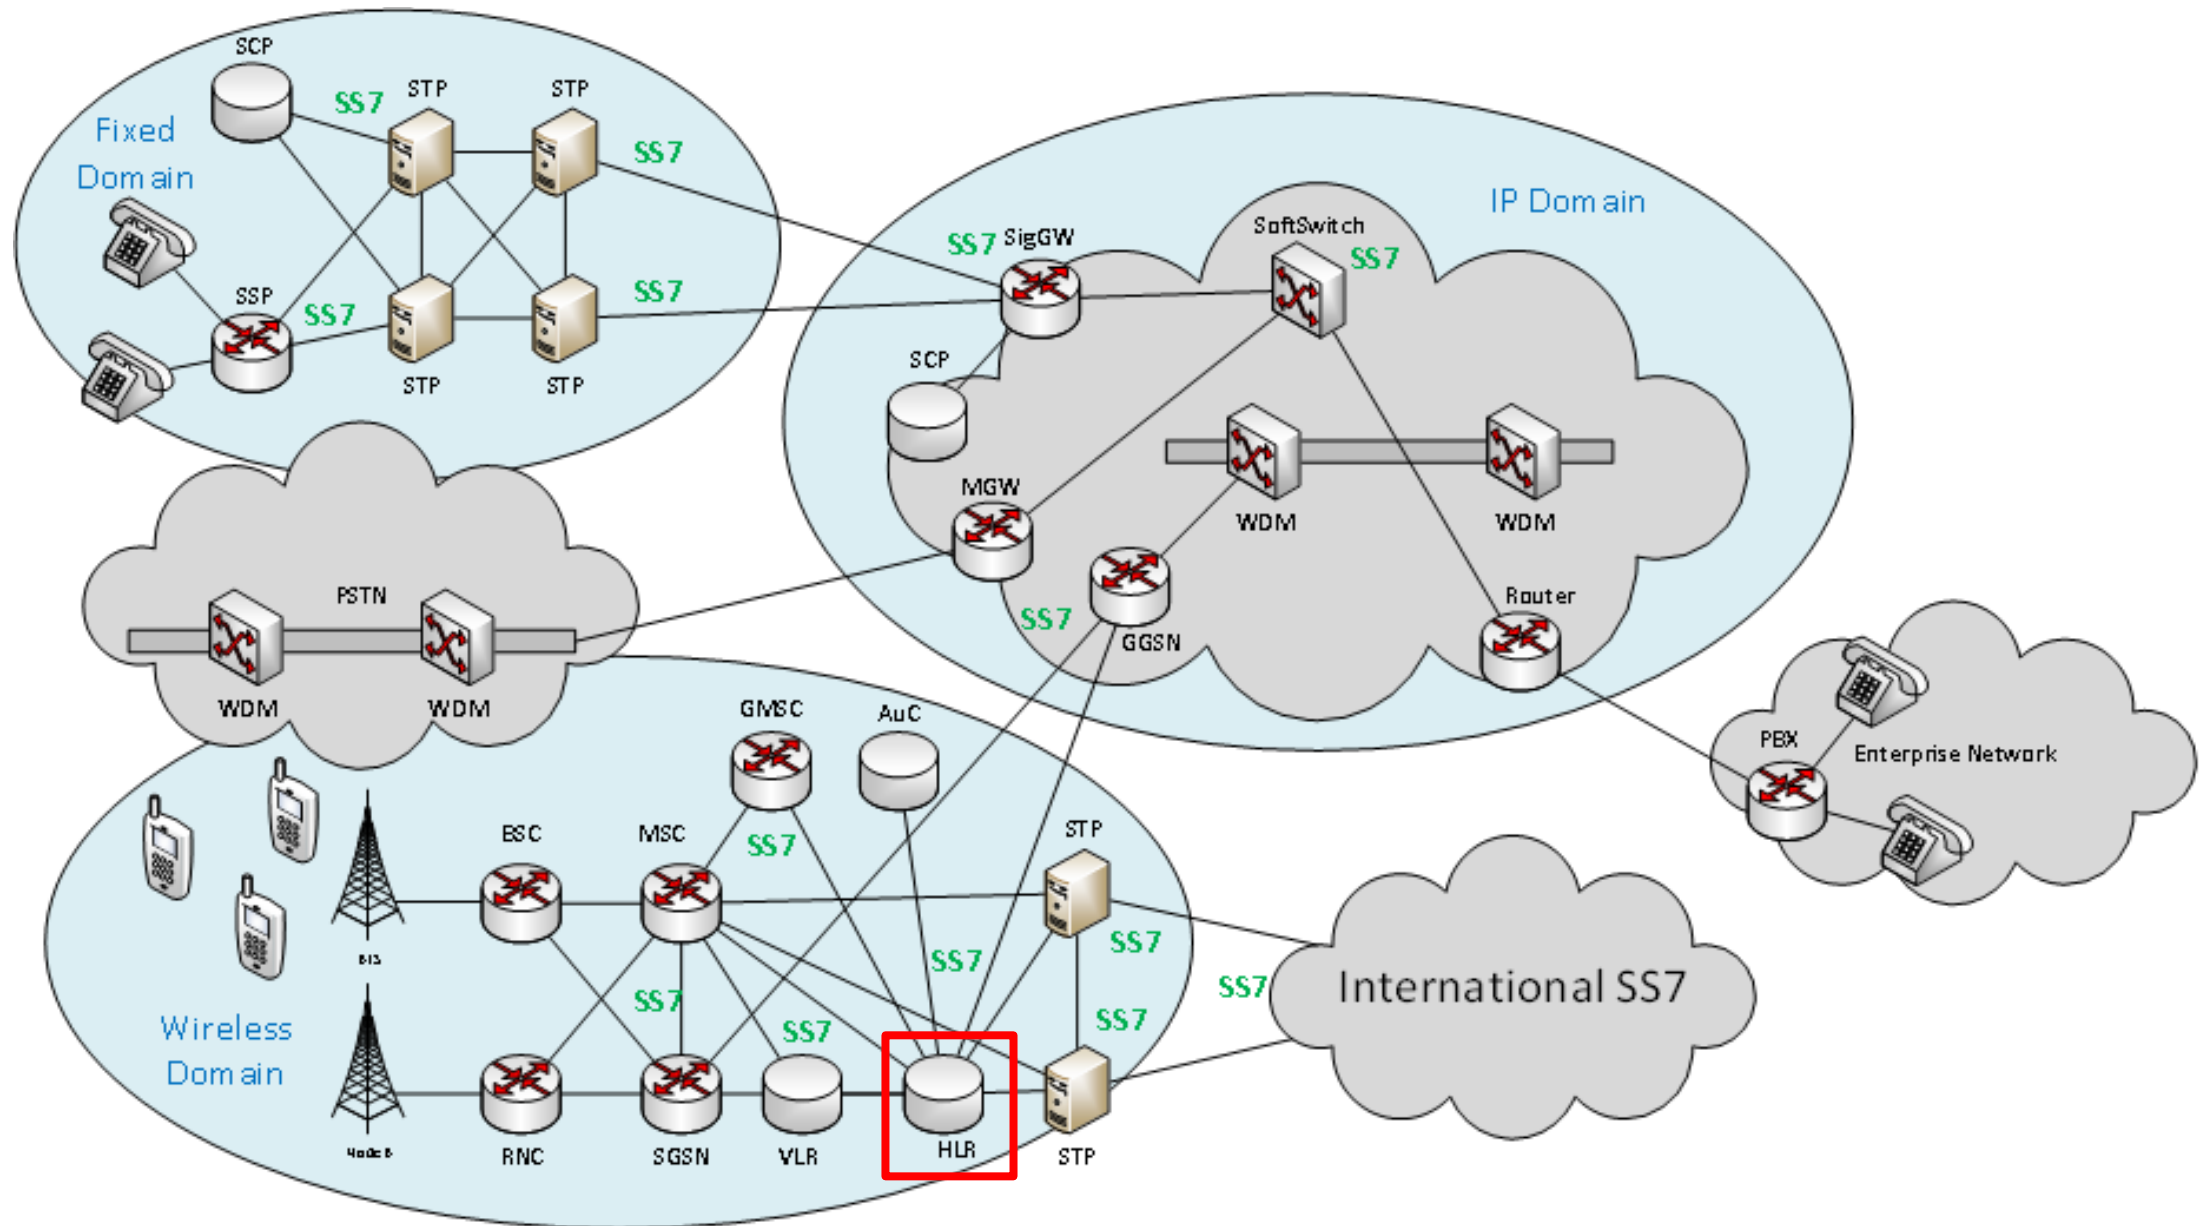 SCP
STP
STP
SS7
Fixed
Domain
SS7
SSP
SS7
SS7
STP
STP
IP Domain
SoftSwitch
SS7
SigGW
SS7
SCP
MGW
WDM
WDM
SS7
GGSN
Router
PSTN
WDM
WDM
PBX
Enterprise Network
GMSC
AuC
BSC
MSC
SS7
STP
BTS
SS7
SS7
SS7
SS7
SS7
SS7
International SS7
Wireless
Domain
NodeB
RNC
SGSN
VLR
HLR
STP